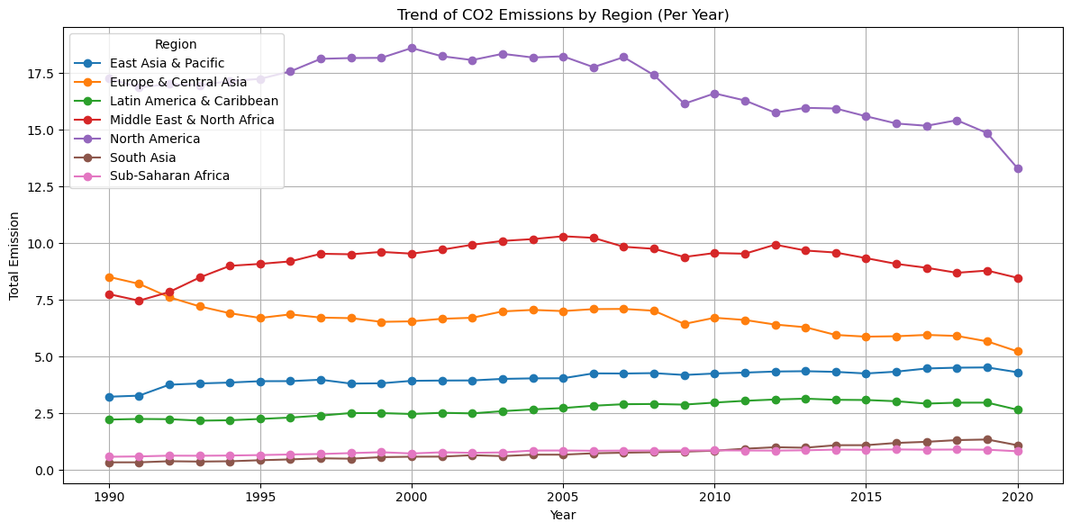 Trend of CO2 Emissions by Region (Per Year)
Region
East Asia & Pacific
Europe & Central Asia
Latin America & Caribbean
Middle East & North Africa
North America
South Asia
Sub-Saharan Africa
Total Emission
17.5
15.0
12.5
10.0
7.5
5.0
2.5
0.0
1990 1995 2000 2005 2010 2015 2020
Year